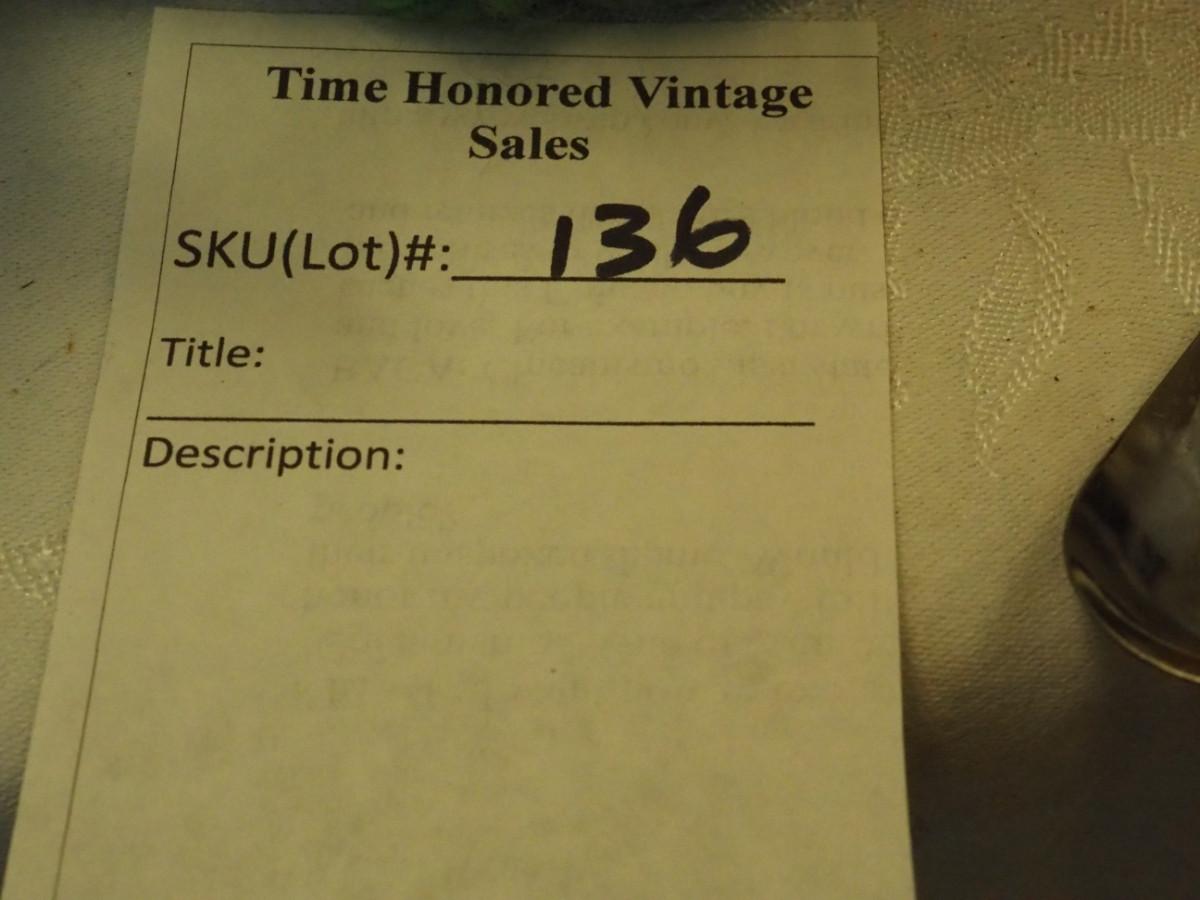 Time Honored Vintage
Sales
SKU(Lot)#: 136
Title:
Description: